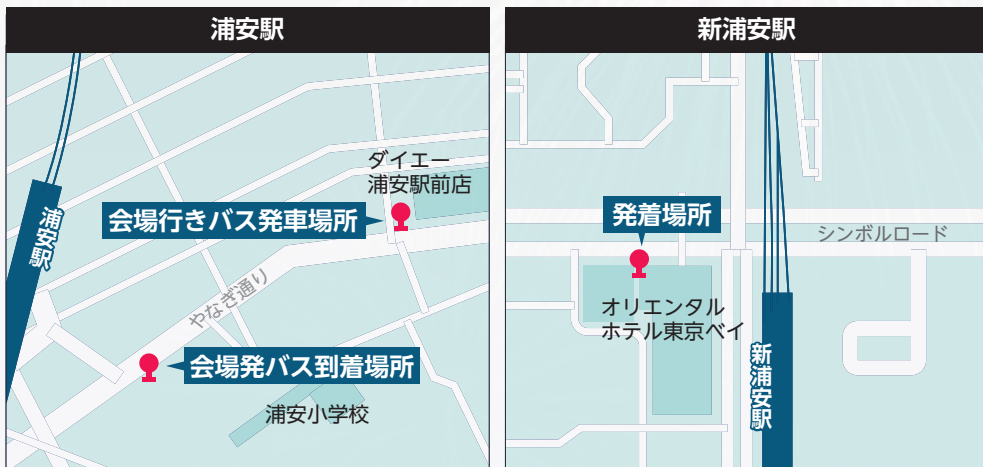 浦安駅
ダイエー
浦安駅前店
会場行きバス発車場所
浦安駅
やなぎ通り
会場発バス到着場所
浦安小学校
新浦安駅
発着場所
シンボルロード
オリエンタル
ホテル東京ベイ
新浦安駅